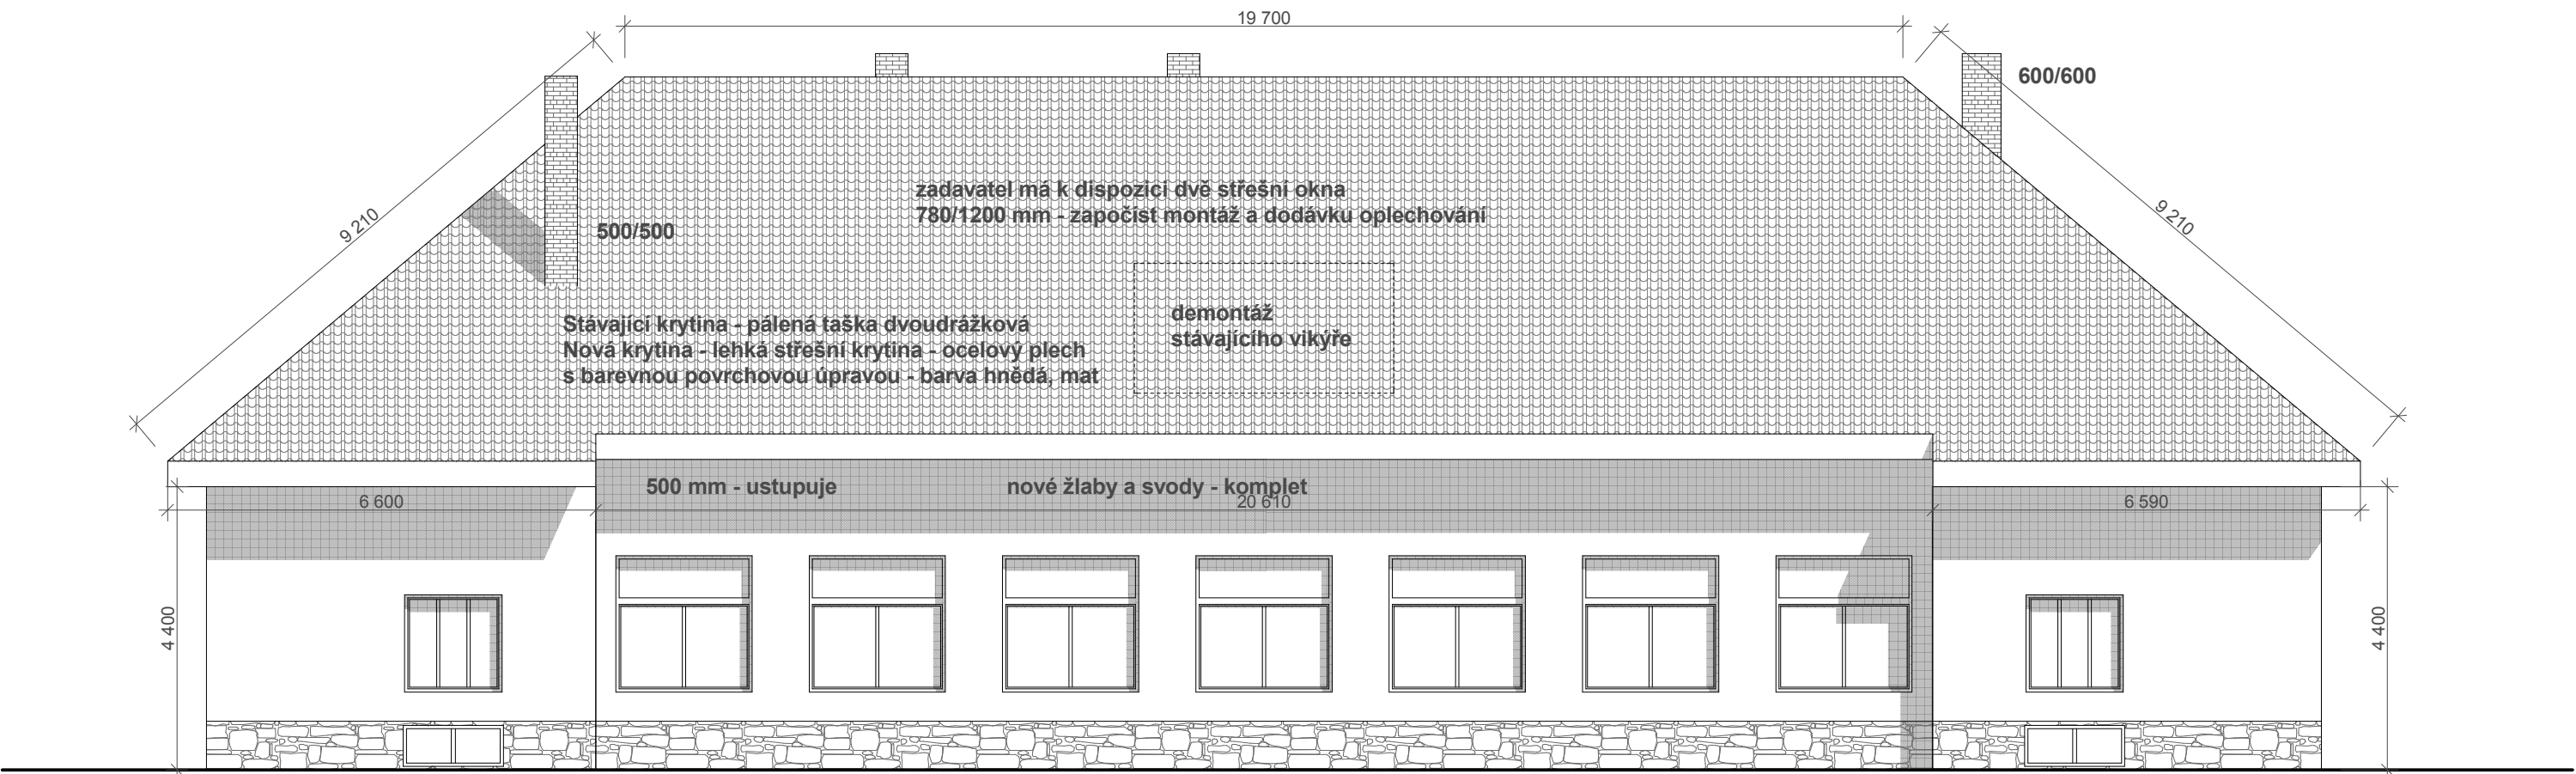 19 700
600/600
9 210
9 210
zadavatel má k dispozici dvě střešní okna
780/1200 mm - započíst montáž a dodávku oplechování
500/500
demontáž
stávajícího vikýře
Stávající krytina - pálená taška dvoudrážková
Nová krytina - lehká střešní krytina - ocelový plech
s barevnou povrchovou úpravou - barva hnědá, mat
500 mm - ustupuje
nové žlaby a svody - komplet
6 600
20 610
6 590
4 400
4 400